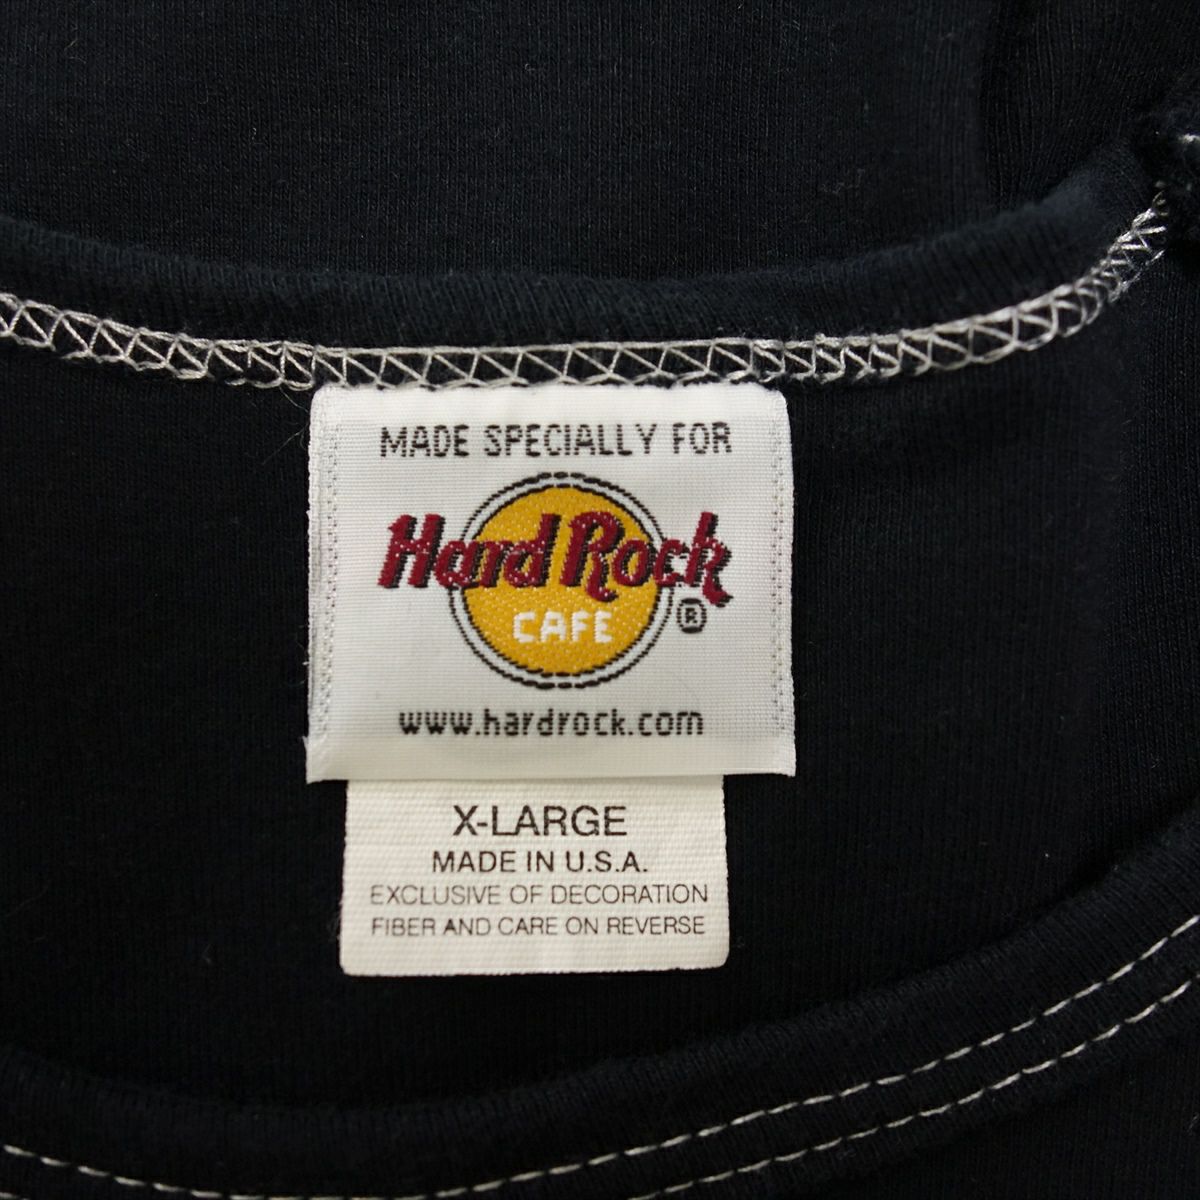 MADE SPECIALLY FOR
Hard Rock
CAFE ®
www.hardrock.com
X-LARGE
MADE IN U.S.A.
EXCLUSIVE OF DECORATION
FIBER AND CARE ON REVERSE